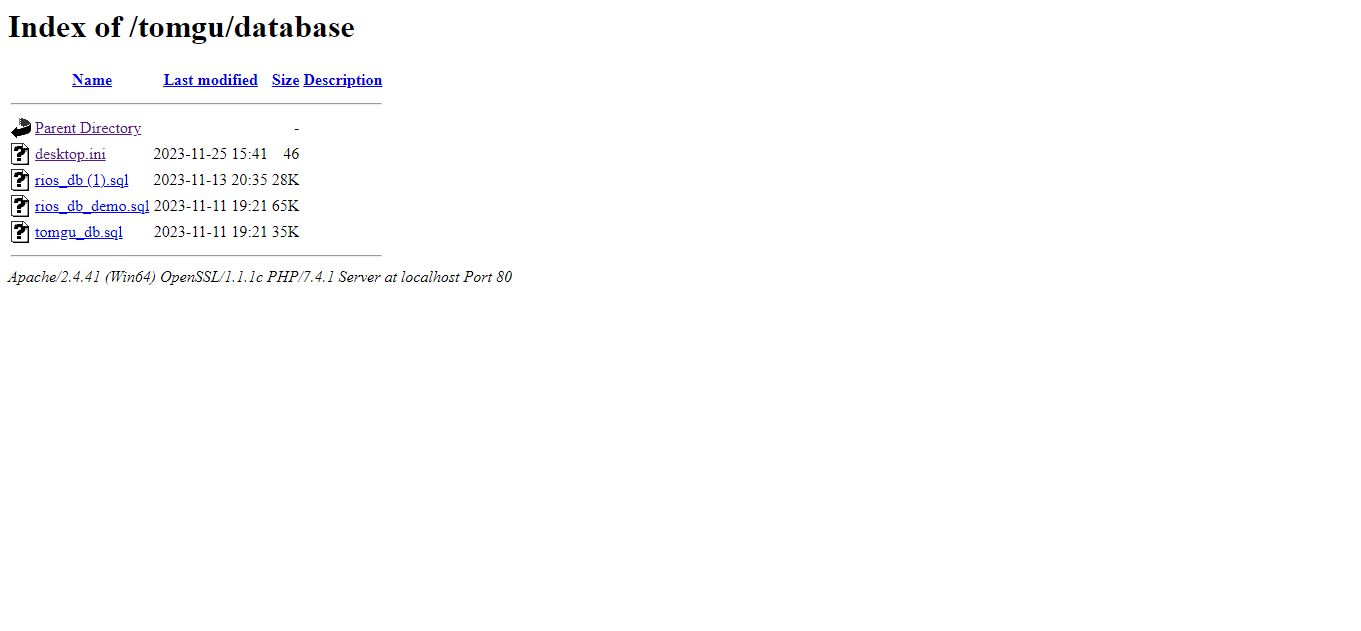 Index of /tomgu/database
Name Last modified Size Description
Parent Directory -
desktop.ini 2023-11-25 15:41 46
rios_db (1).sql 2023-11-13 20:35 28K
rios_db_demo.sql 2023-11-11 19:21 65K
tomgu_db.sql 2023-11-11 19:21 35K
Apache/2.4.41 (Win64) OpenSSL/1.1.1c PHP/7.4.1 Server at localhost Port 80